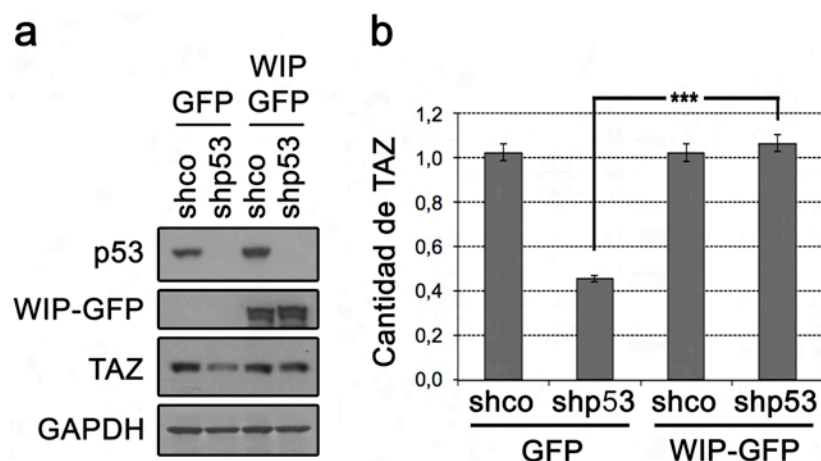 a
WIP
GFP GFP
shco shp53 shco shp53
p53
WIP-GFP
TAZ
GAPDH
b
***
Cantidad de TAZ
1,2
1,0
0,8
0,6
0,4
0,2
0,0
shco shp53 shco shp53
GFP WIP-GFP